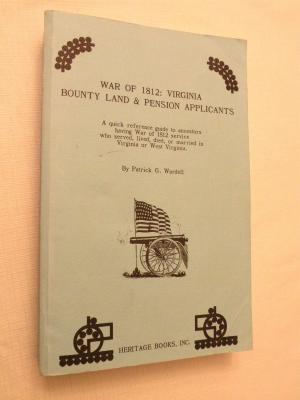 WAR OF 1812: VIRGINIA
BOUNTY LAND & PENSION APPLICANTS
A quick reference guide to ancestors
having War of 1812 service
who served, lived, died, or married in
Virginia or West Virginia.
By Patrick G. Wardell
HERITAGE BOOKS, INC.